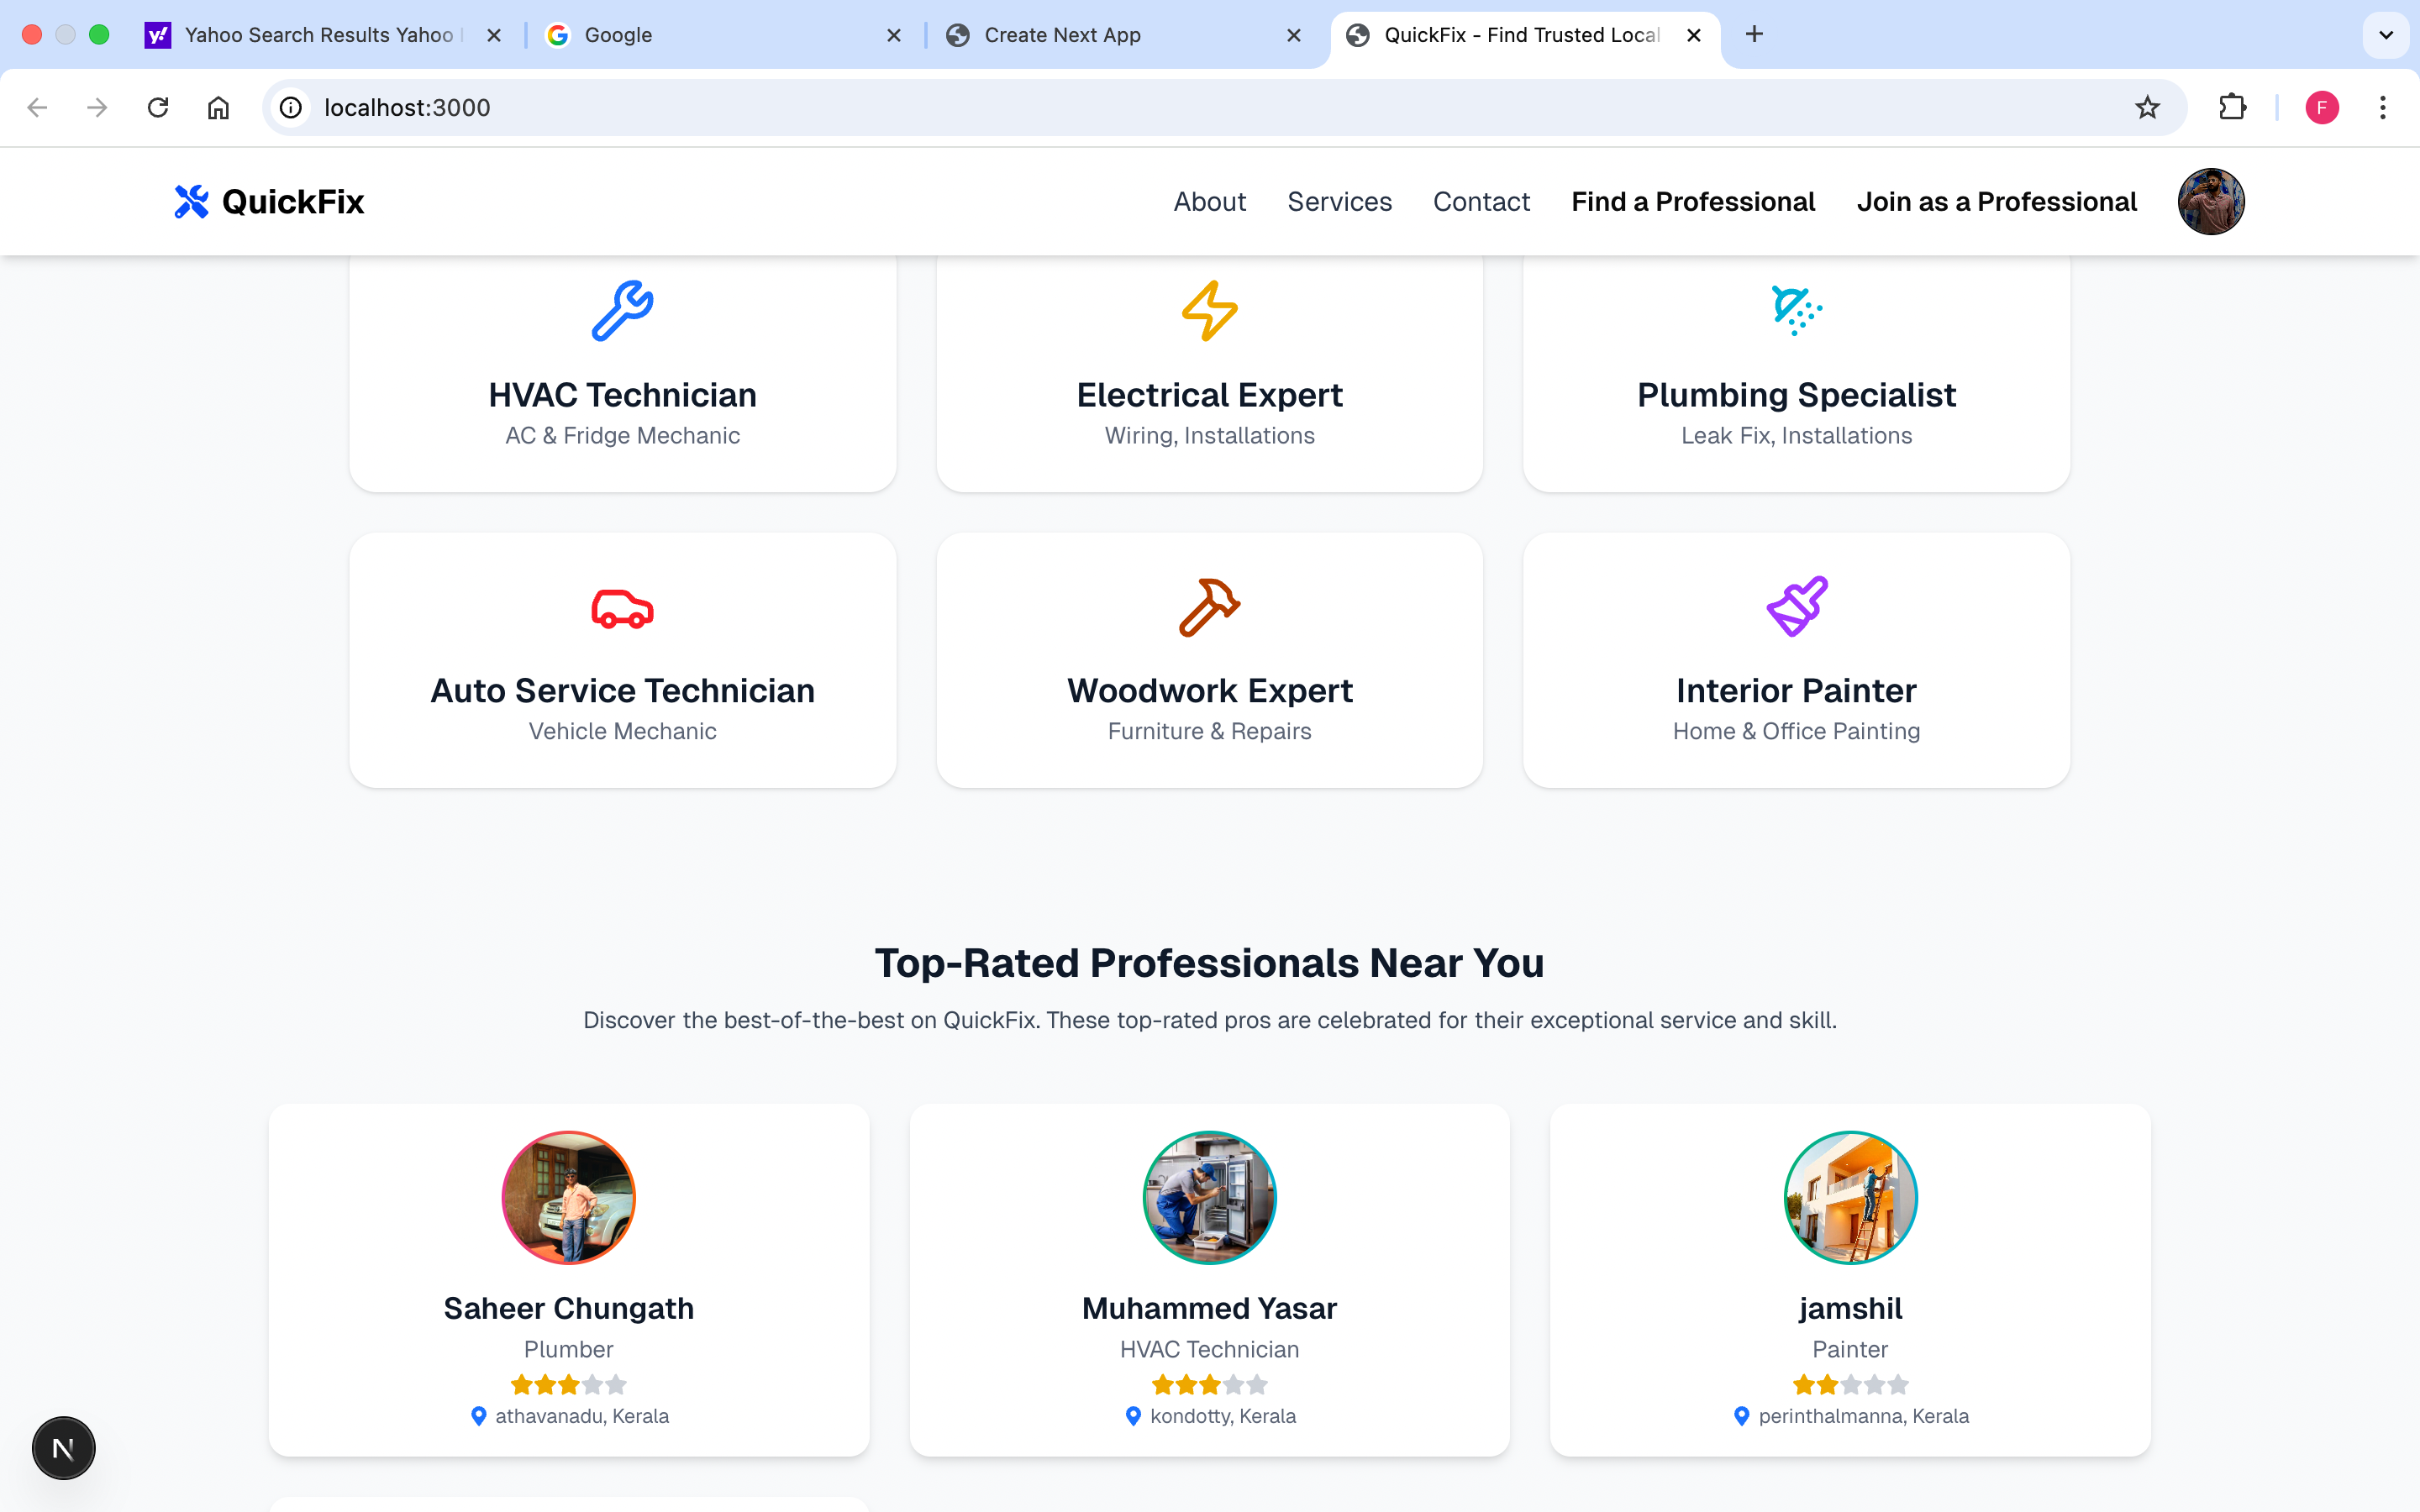 Yahoo Search Results Yahoo
Google
Create Next App
QuickFix - Find Trusted Local
localhost:3000
F
QuickFix
About
Services
Contact
Find a Professional
Join as a Professional
HVAC Technician
AC & Fridge Mechanic
Electrical Expert
Wiring, Installations
Plumbing Specialist
Leak Fix, Installations
Auto Service Technician
Vehicle Mechanic
Woodwork Expert
Furniture & Repairs
Interior Painter
Home & Office Painting
Top-Rated Professionals Near You
Discover the best-of-the-best on QuickFix. These top-rated pros are celebrated for their exceptional service and skill.
Saheer Chungath
Plumber
athavanadu, Kerala
Muhammed Yasar
HVAC Technician
kondotty, Kerala
jamshil
Painter
perinthalmanna, Kerala
N